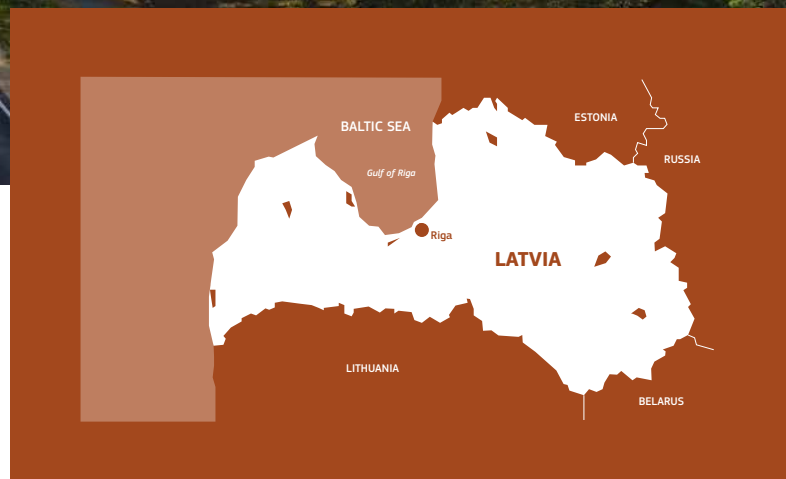 BALTIC SEA
ESTONIA
RUSSIA
Gulf of Riga
Riga
LATVIA
LITHUANIA
BELARUS